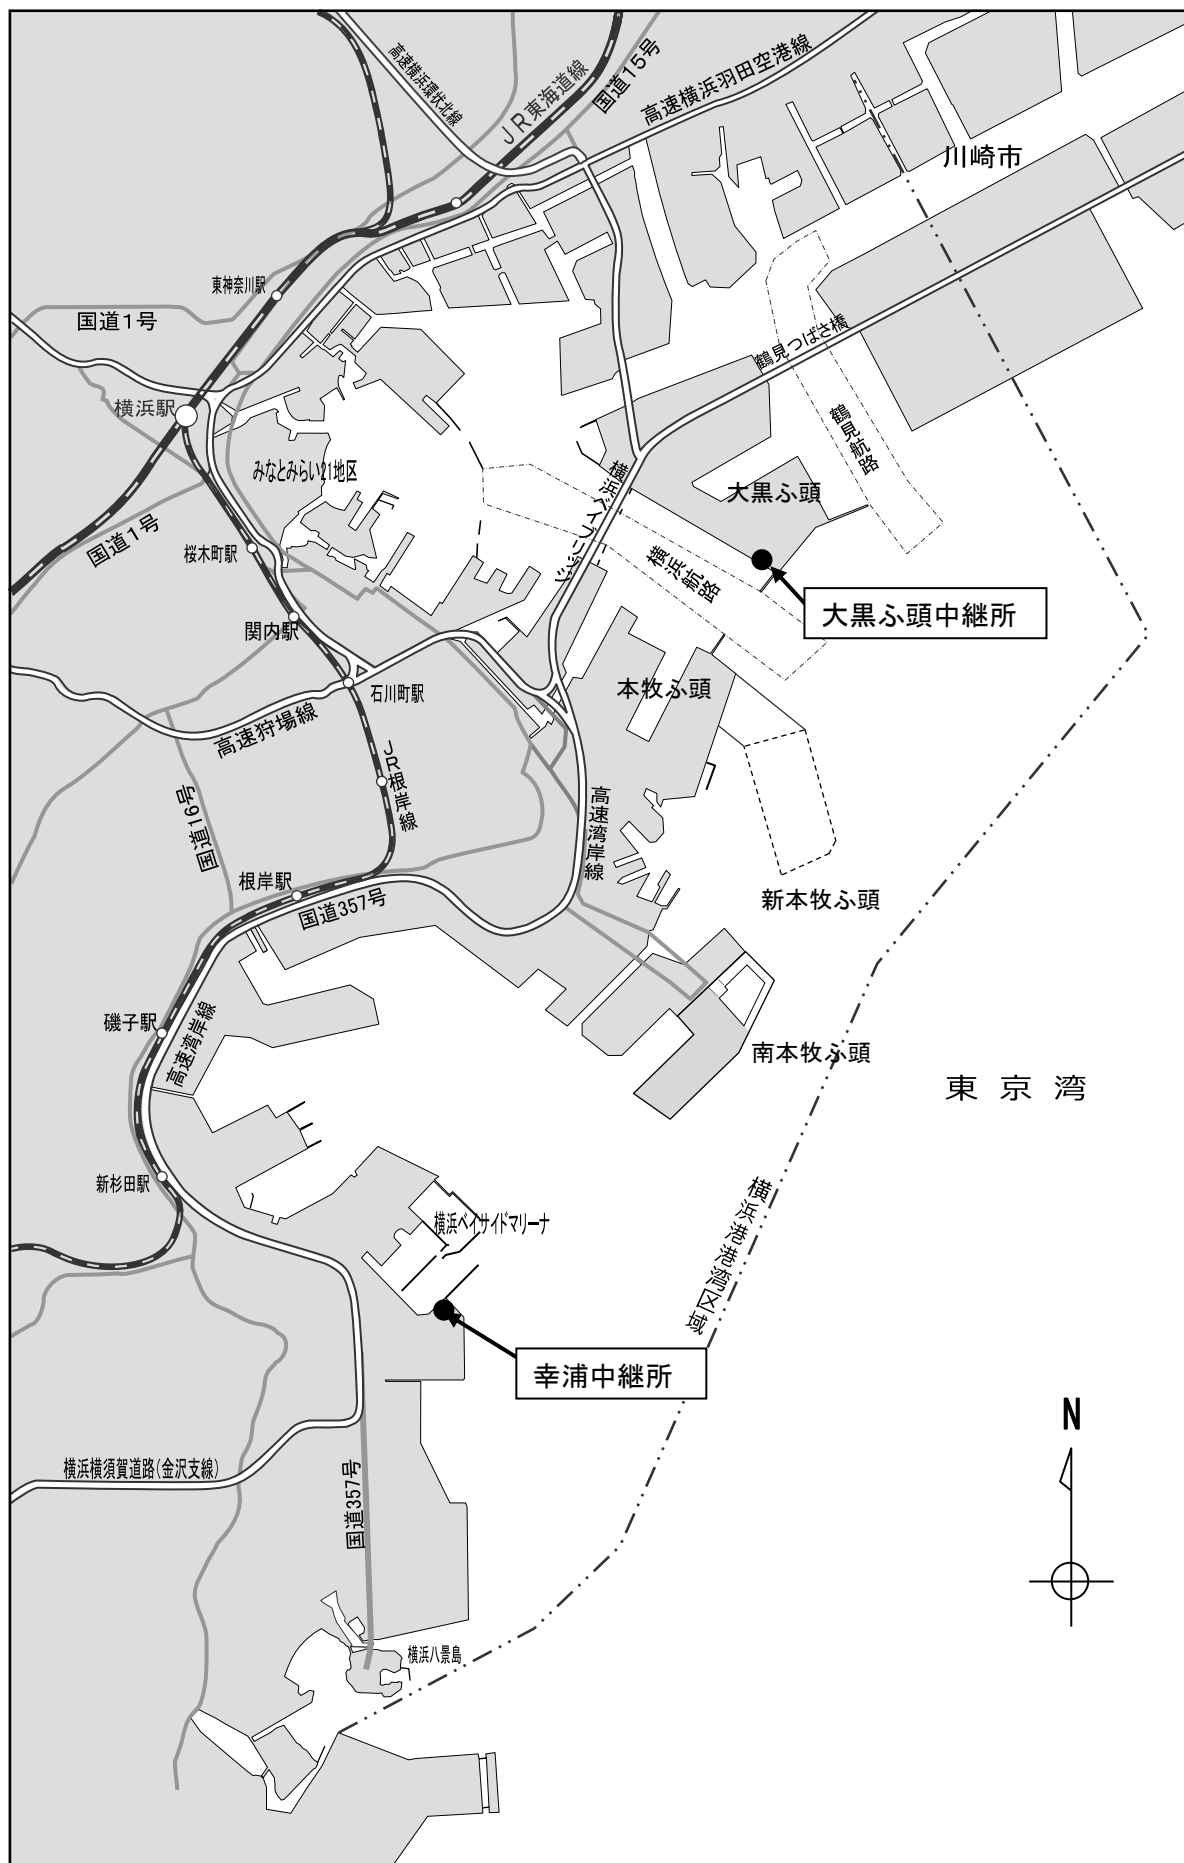 高速横浜環状北線
JR東海道線
国道15号
高速横浜羽田空港線
川崎市
東神奈川駅
国道1号
鶴見つばさ橋
横浜駅
鶴見航路
みなとみらい21地区
横浜ベイブリッジ
大黒ふ頭
国道1号
桜木町駅
横浜航路
大黒ふ頭中継所
関内駅
石川町駅
本牧ふ頭
高速狩場線
JR根岸線
国道16号
高速湾岸線
根岸駅
国道357号
新本牧ふ頭
磯子駅
高速湾岸線
南本牧ふ頭
東京湾
新杉田駅
横浜ベイサイドマリーナ
横浜港港湾区域
幸浦中継所
N
横浜横須賀道路(金沢支線)
国道357号
横浜八景島